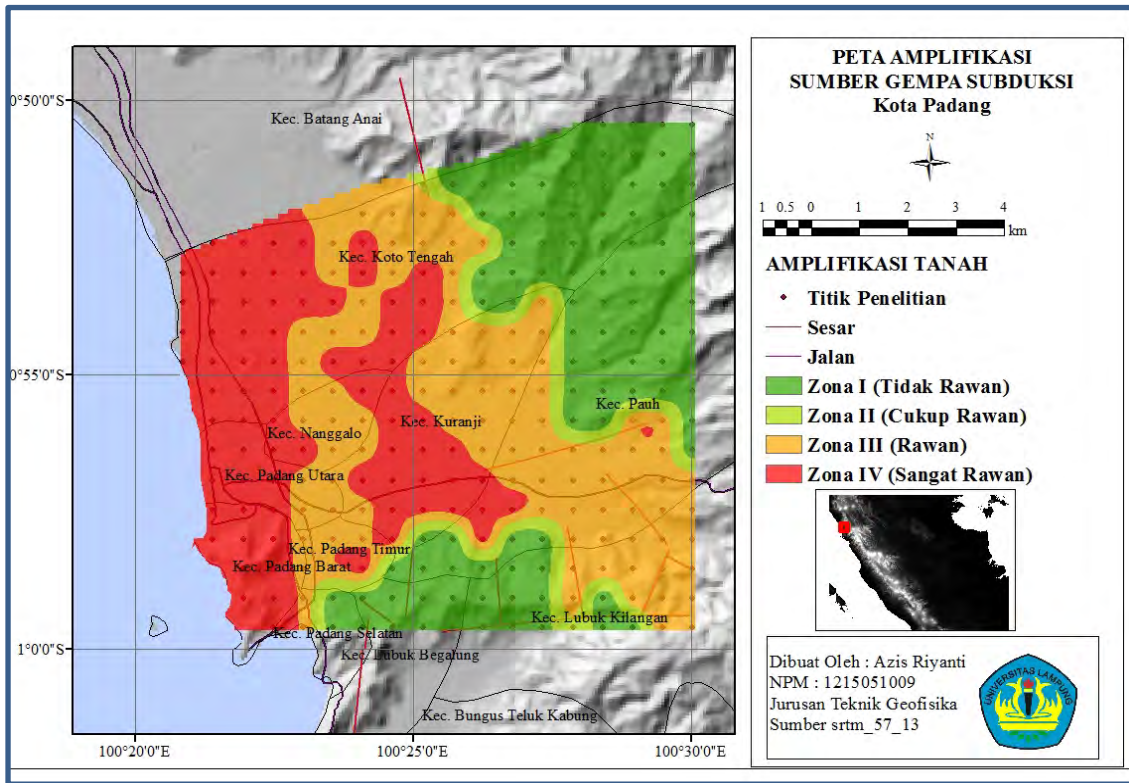 0°50'0"S
0°55'0"S
1°00'0"S
100°20'0"E
100°25'0"E
100°30'0"E
Kec. Batang Anai
Kec. Koto Tengah
Kec. Pauh
Kec. Kuranji
Kec. Nanggalo
Kec. Padang Utara
Kec. Padang Timur
Kec. Padang Barat
Kec. Lubuk Kilangan
Kec. Padang Selatan
Kec. Lubuk Begalung
Kec. Bungus Teluk Kabung
PETA AMPLIFIKASI
SUMBER GEMPA SUBDUKSI
Kota Padang
N
1 0.5 0 1 2 3 4
km
AMPLIFIKASI TANAH
Titik Penelitian
Sesar
Jalan
Zona I (Tidak Rawan)
Zona II (Cukup Rawan)
Zona III (Rawan)
Zona IV (Sangat Rawan)
Dibuat Oleh : Azis Riyanti
NPM : 1215051009
Jurusan Teknik Geofisika
Sumber srtm_57_13
UNIVERSITAS LAMPUNG